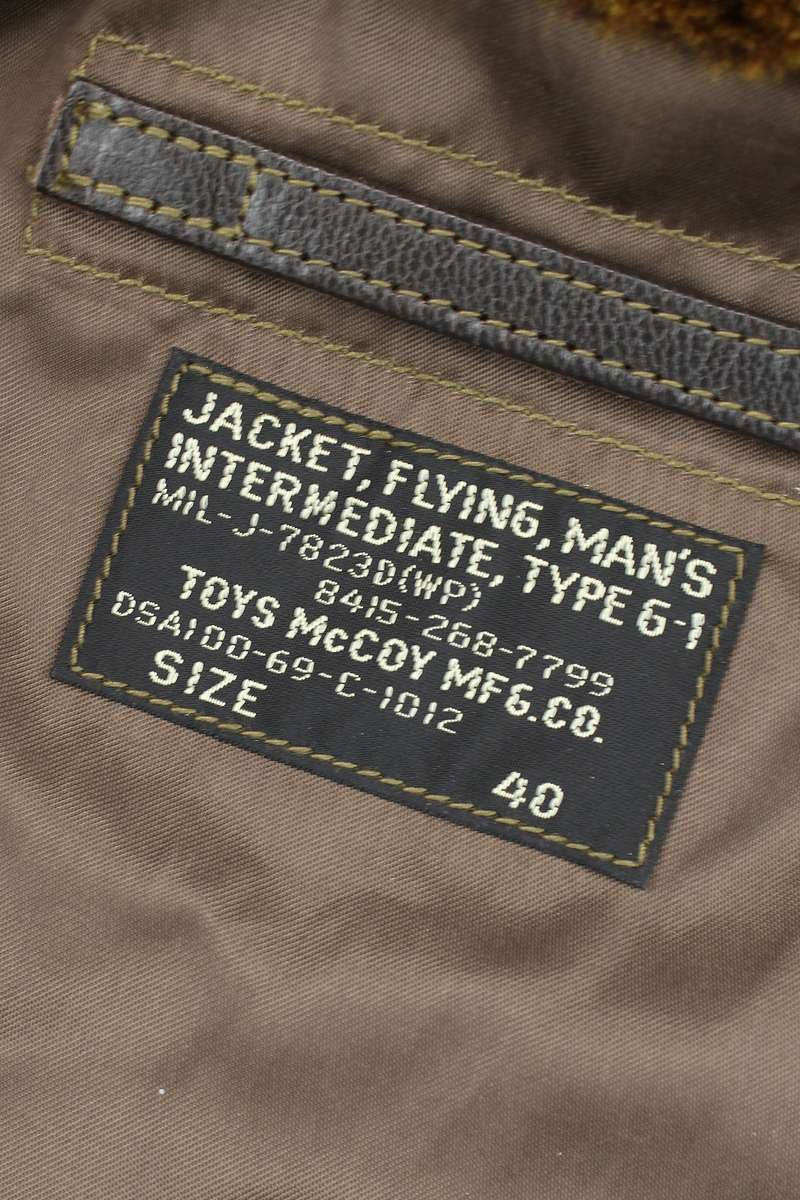 JACKET, FLYING, MAN'S
INTERMEDIATE, TYPE G-1
MIL-J-7823D(WP)
8415-268-7799
TOYS McCOY MFG.CO.
DSA100-69-C-1012
SIZE 40